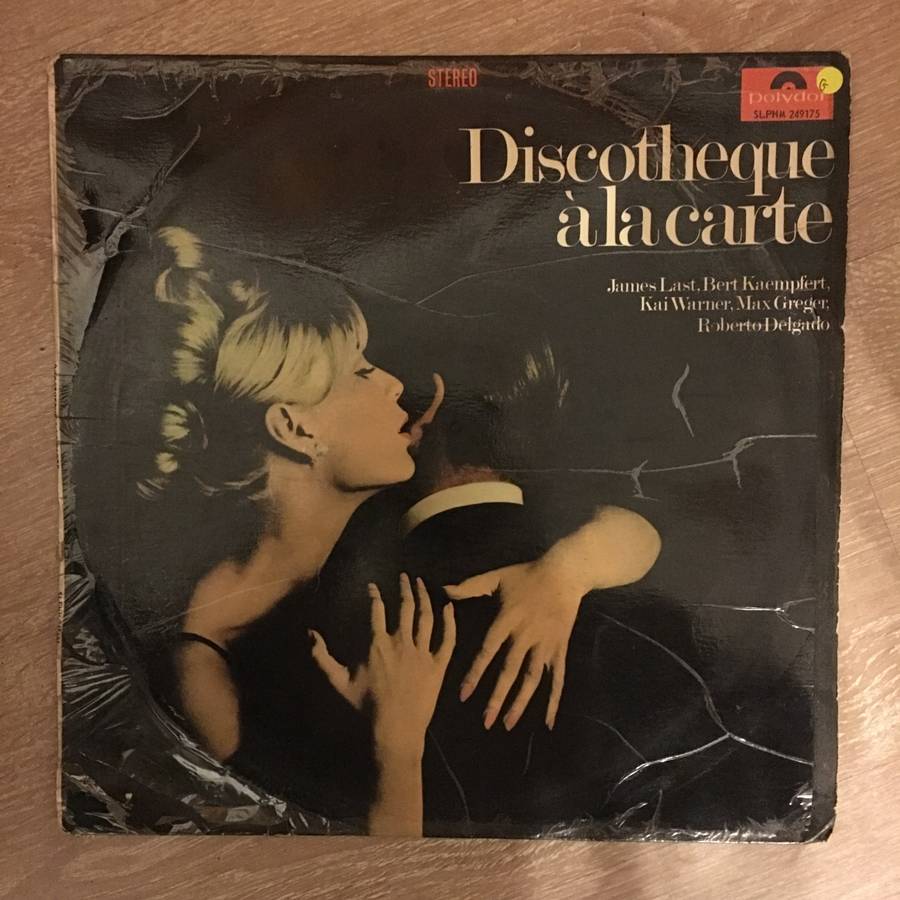 STEREO
Polydor
SLPHM 249175
Discotheque
à la carte
James Last, Bert Kaempfert,
Kai Warner, Max Greger,
Roberto Delgado
G